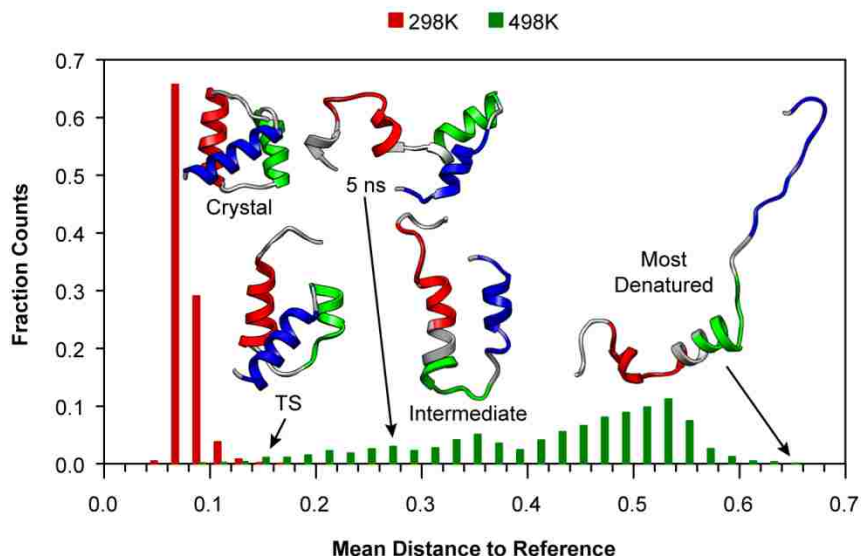 298K 498K
0.7
0.6
0.5
0.4
0.3
0.2
0.1
0.0
Fraction Counts
Crystal
5 ns
TS
Intermediate
Most
Denatured
0.0 0.1 0.2 0.3 0.4 0.5 0.6 0.7
Mean Distance to Reference